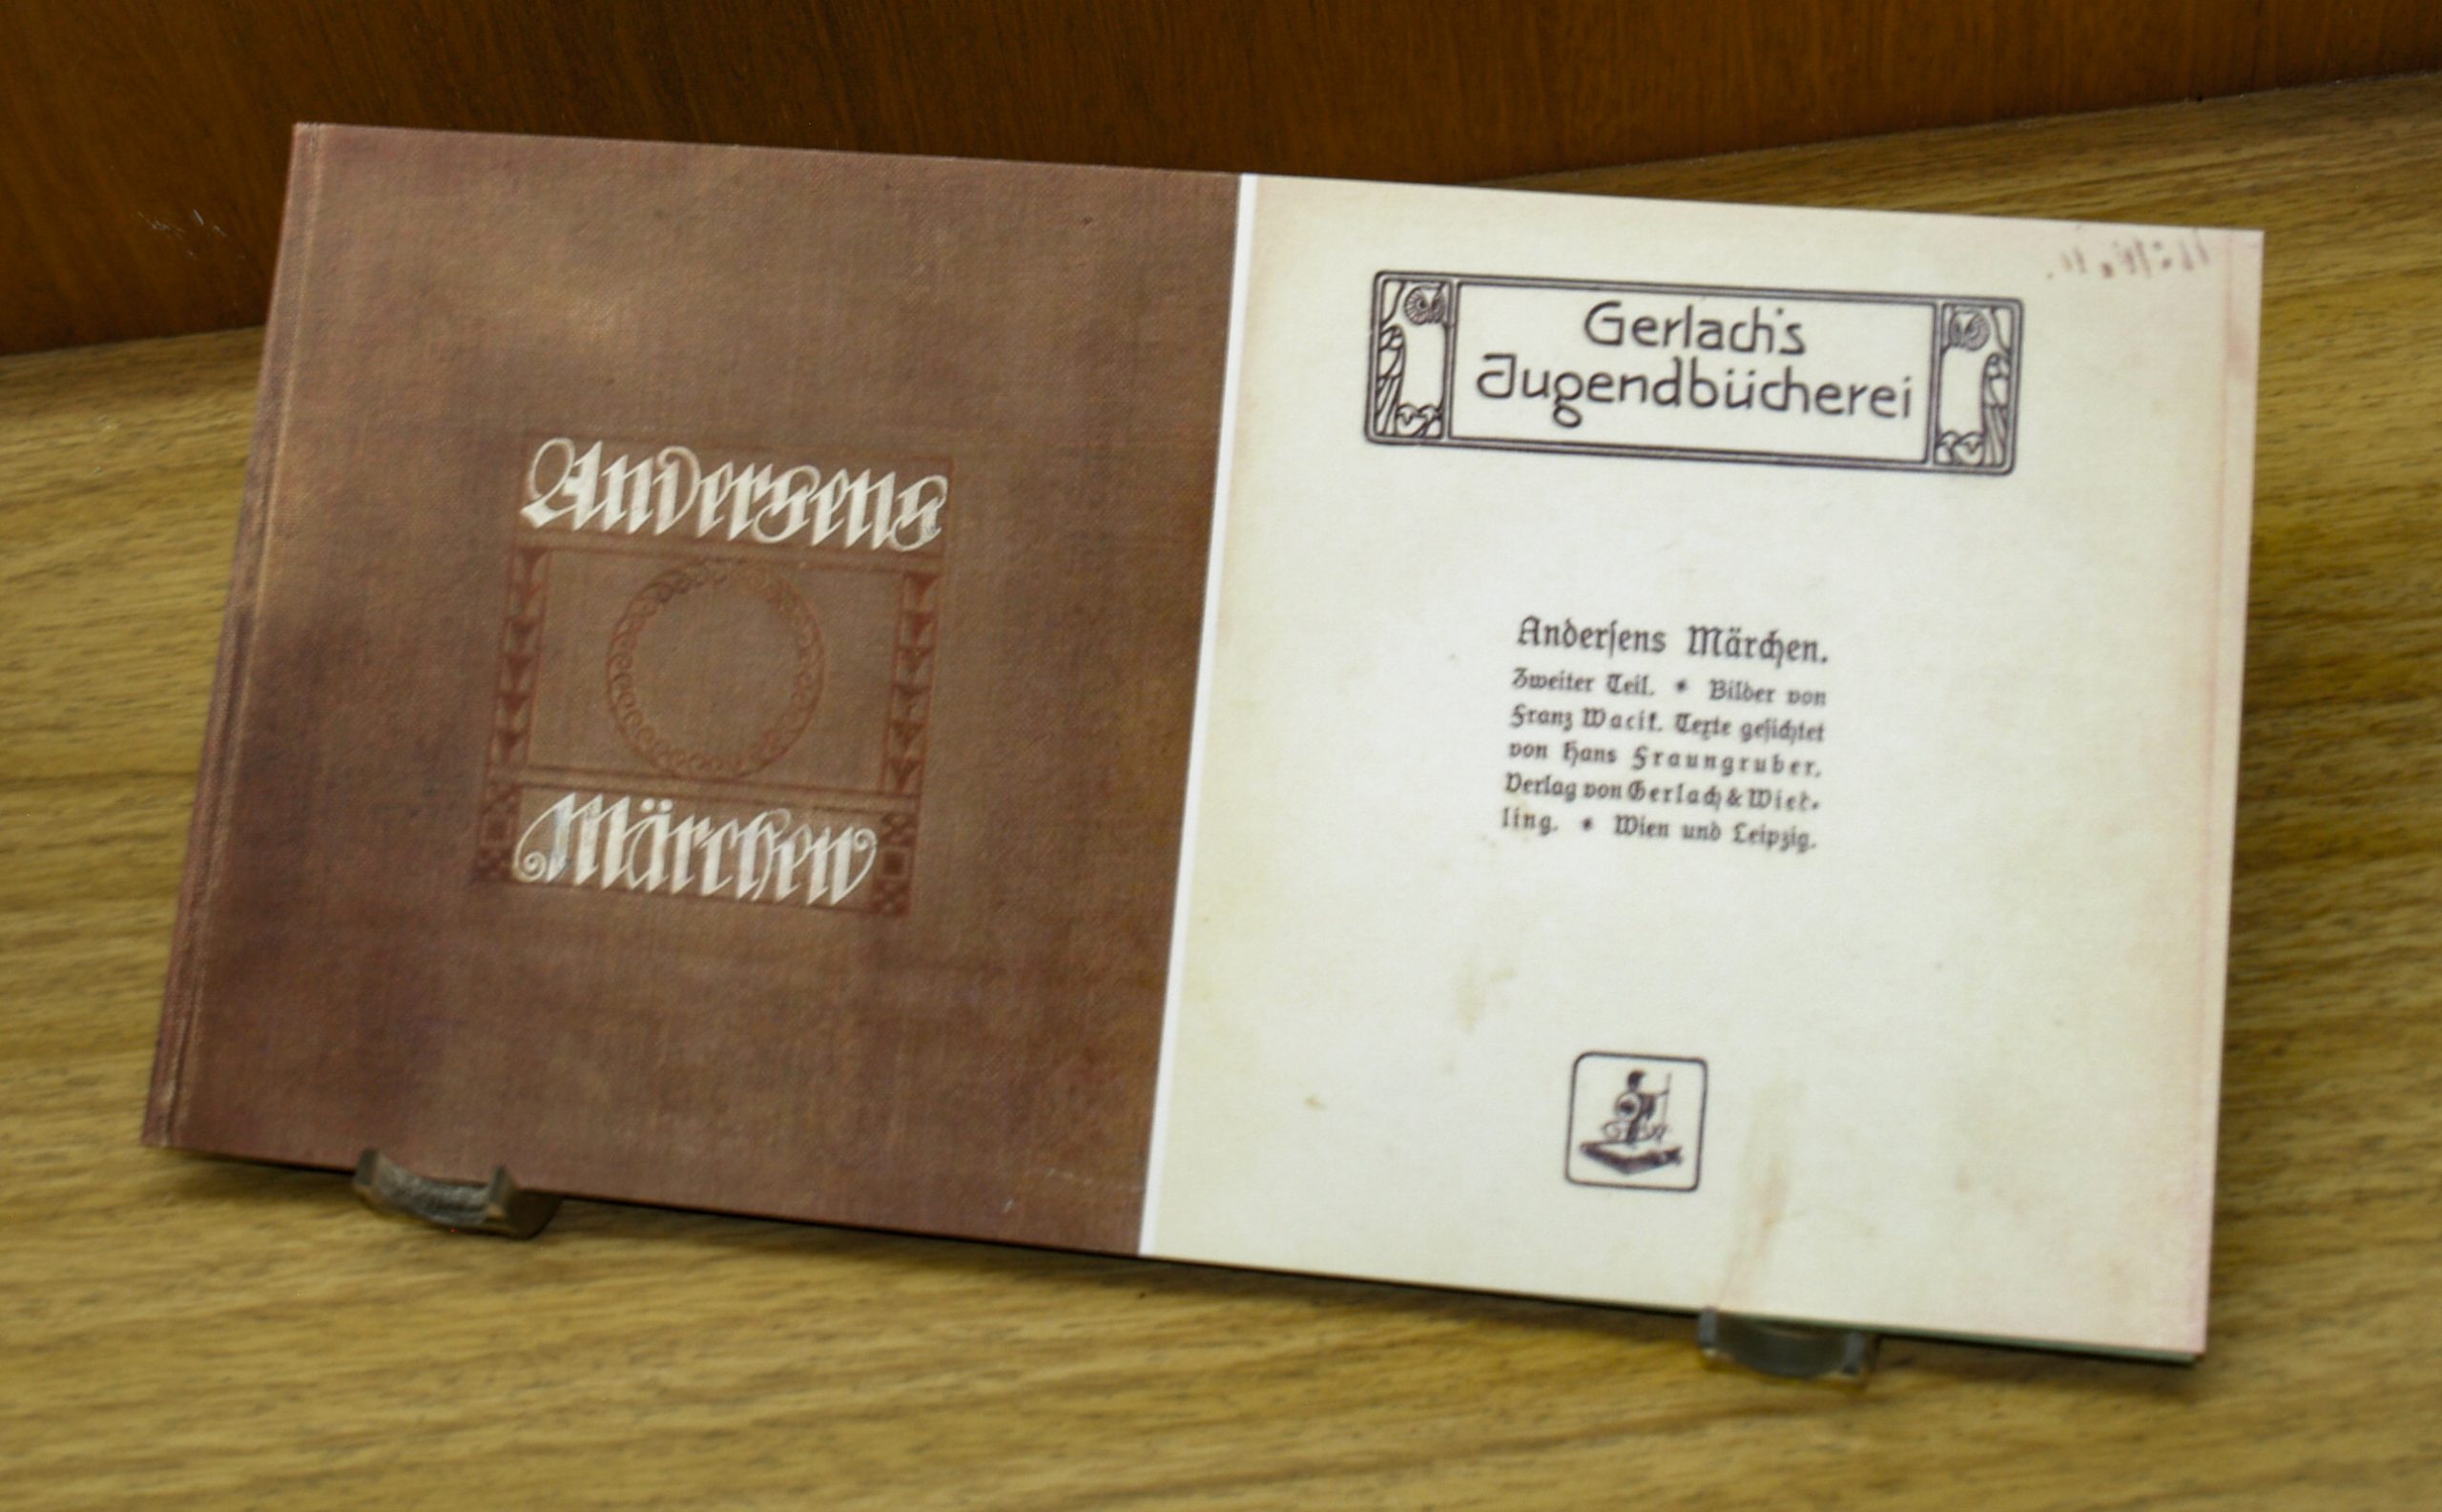 Andersens
Märchen
Gerlach's
Jugendbücherei
Anderſens Märchen.
Zweiter Teil. * Bilder von
Franz Wacik. Texte geſichtet
von Hans Fraungruber.
Verlag von Gerlach & Wied-
ling. * Wien und Leipzig.